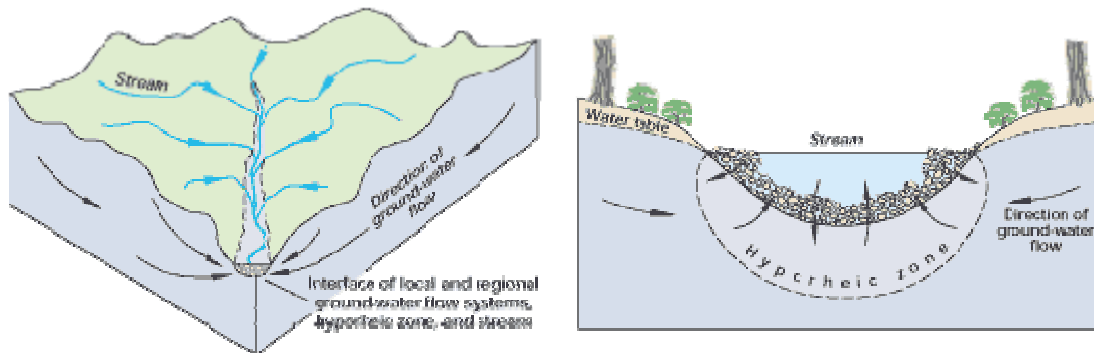 Stream
Direction of
ground-water
flow
Interface of local and regional
ground-water flow systems,
hyporheic zone, and stream
Water table
Stream
Direction of
ground-water
flow
Hyporheic zone